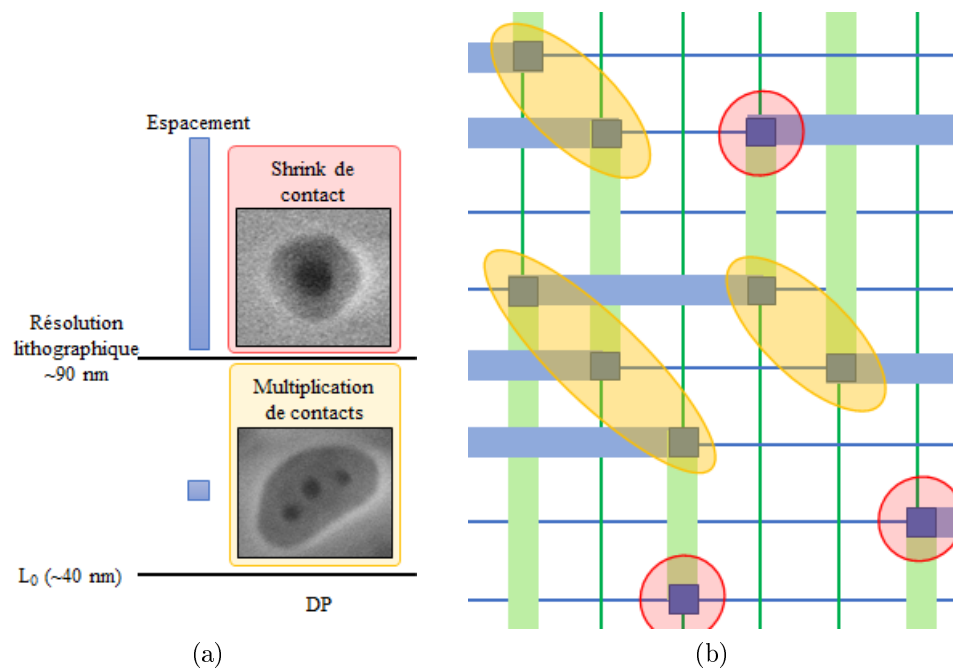 Espacement
Shrink de
contact
Résolution
lithographique
~90 nm
Multiplication
de contacts
L₀ (~40 nm)
DP
(a)
(b)